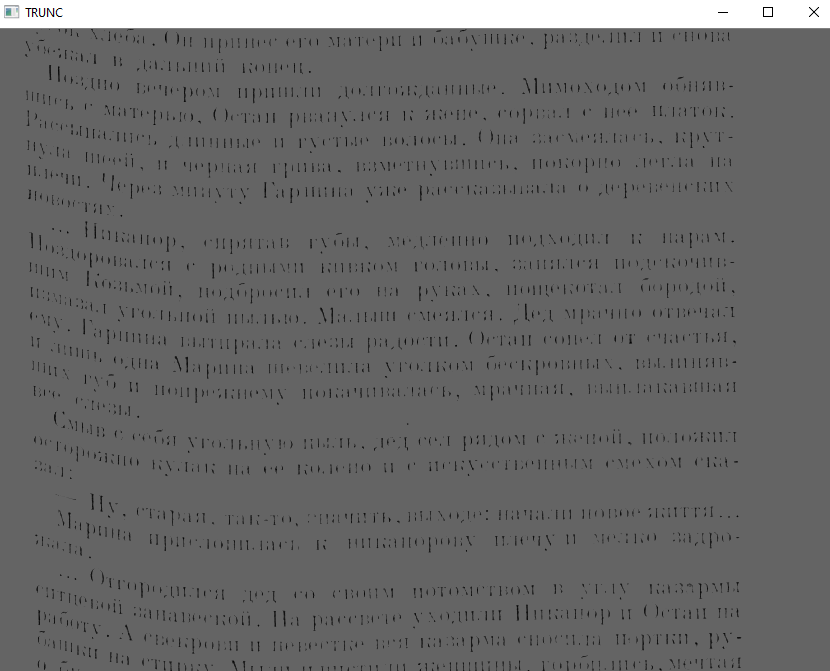 TRUNC
хлеба. Он принес его матери и бабушке, разделил и снова
убежал в дальний конец.
Поздно вечером пришли долгожданные. Мимоходом обняв-
шись с матерью, Остап рванулся к жене, сорвал с нее платок.
Рассыпались длинные и густые волосы. Она засмеялась, крут-
нула шеей, и черная грива, взметнувшись, покорно легла на
плечи. Через минуту Гарпина уже рассказывала о деревенских
новостях.
... Никанор, спрятав губы, медленно подходил к нарам.
Поздоровался с родными кивком головы, занялся подскочив-
шим Козьмой, подбросил его на руках, пощекотал бородой,
измазал угольной пылью. Малыш смеялся. Дед мрачно отвечал
ему. Гарпина вытирала слезы радости. Остап сопел от счастья,
и лишь одна Марина шевелила уголком бескровных, вылиняв-
ших губ и попрежнему покачивалась, мрачная, выплакавшая
все слезы.
Смыв с себя угольную пыль, дед сел рядом с женой, положил
осторожно кулак на ее колено и с искусственным смехом ска-
зал:
— Ну, старая, так-то, значить, выходе: начали новое життя...
Марина прислонилась к никанорову плечу и мелко задро-
жала.
... Отгородился дед со своим потомством в углу казармы
ситцевой занавеской. На рассвете уходили Никанор и Остап на
работу. А свекрови и невестке вся казарма сносила портки, ру-
башки на стирку. Мыли и чистили женщины, горбились, мечтая